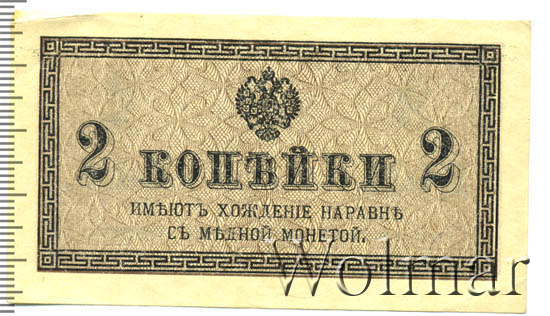 2 КОПѢЙКИ 2
ИМѢЮТЪ ХОЖДЕНІЕ НАРАВНѢ
СЪ МѢДНОЙ МОНЕТОЙ.
Wolmar